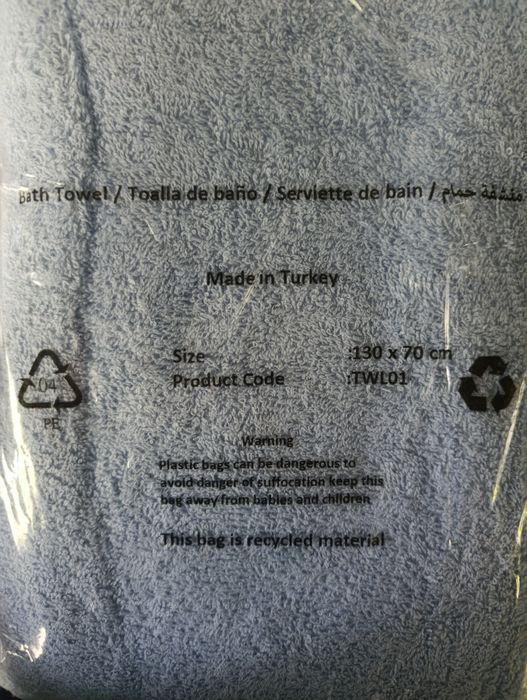 Bath Towel / Toalla de baño / Serviette de bain / منشفة حمام
Made in Turkey
Size :130 x 70 cm
Product Code :TWL01
04
PE
Warning
Plastic bags can be dangerous to
avoid danger of suffocation keep this
bag away from babies and children
This bag is recycled material